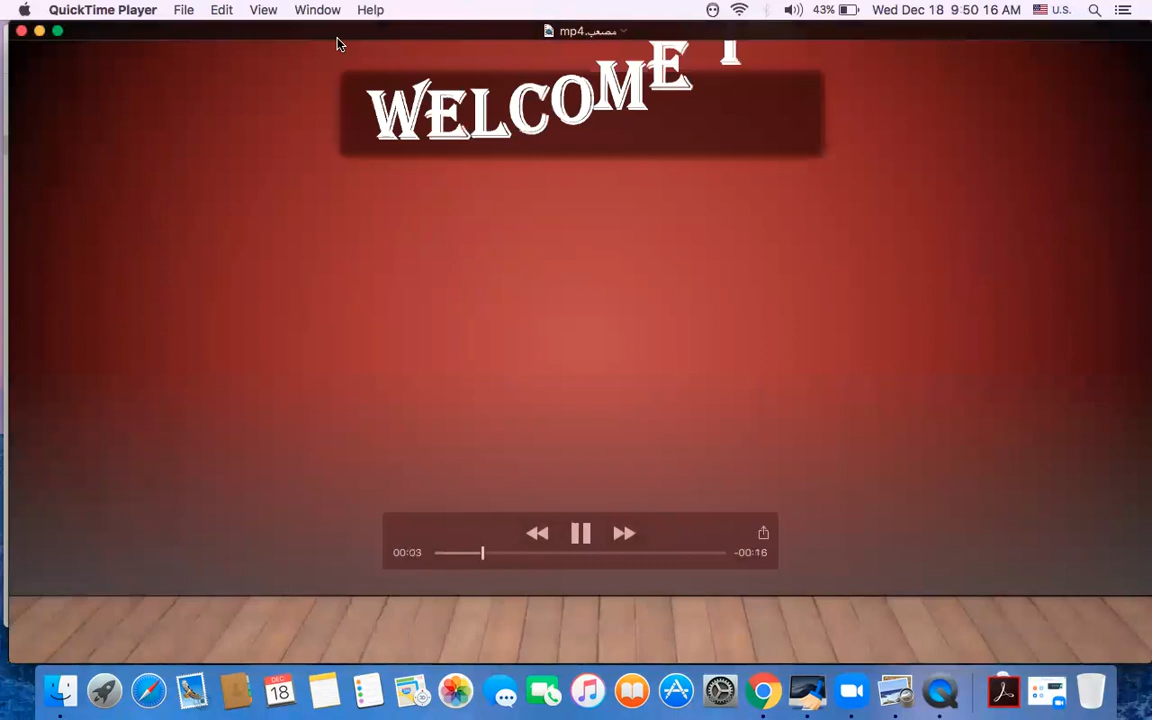 QuickTime Player File Edit View Window Help 43% Wed Dec 18 9:50:16 AM U.S.
مصعب.mp4
WELCOME T
00:03 -00:16
DEC
18